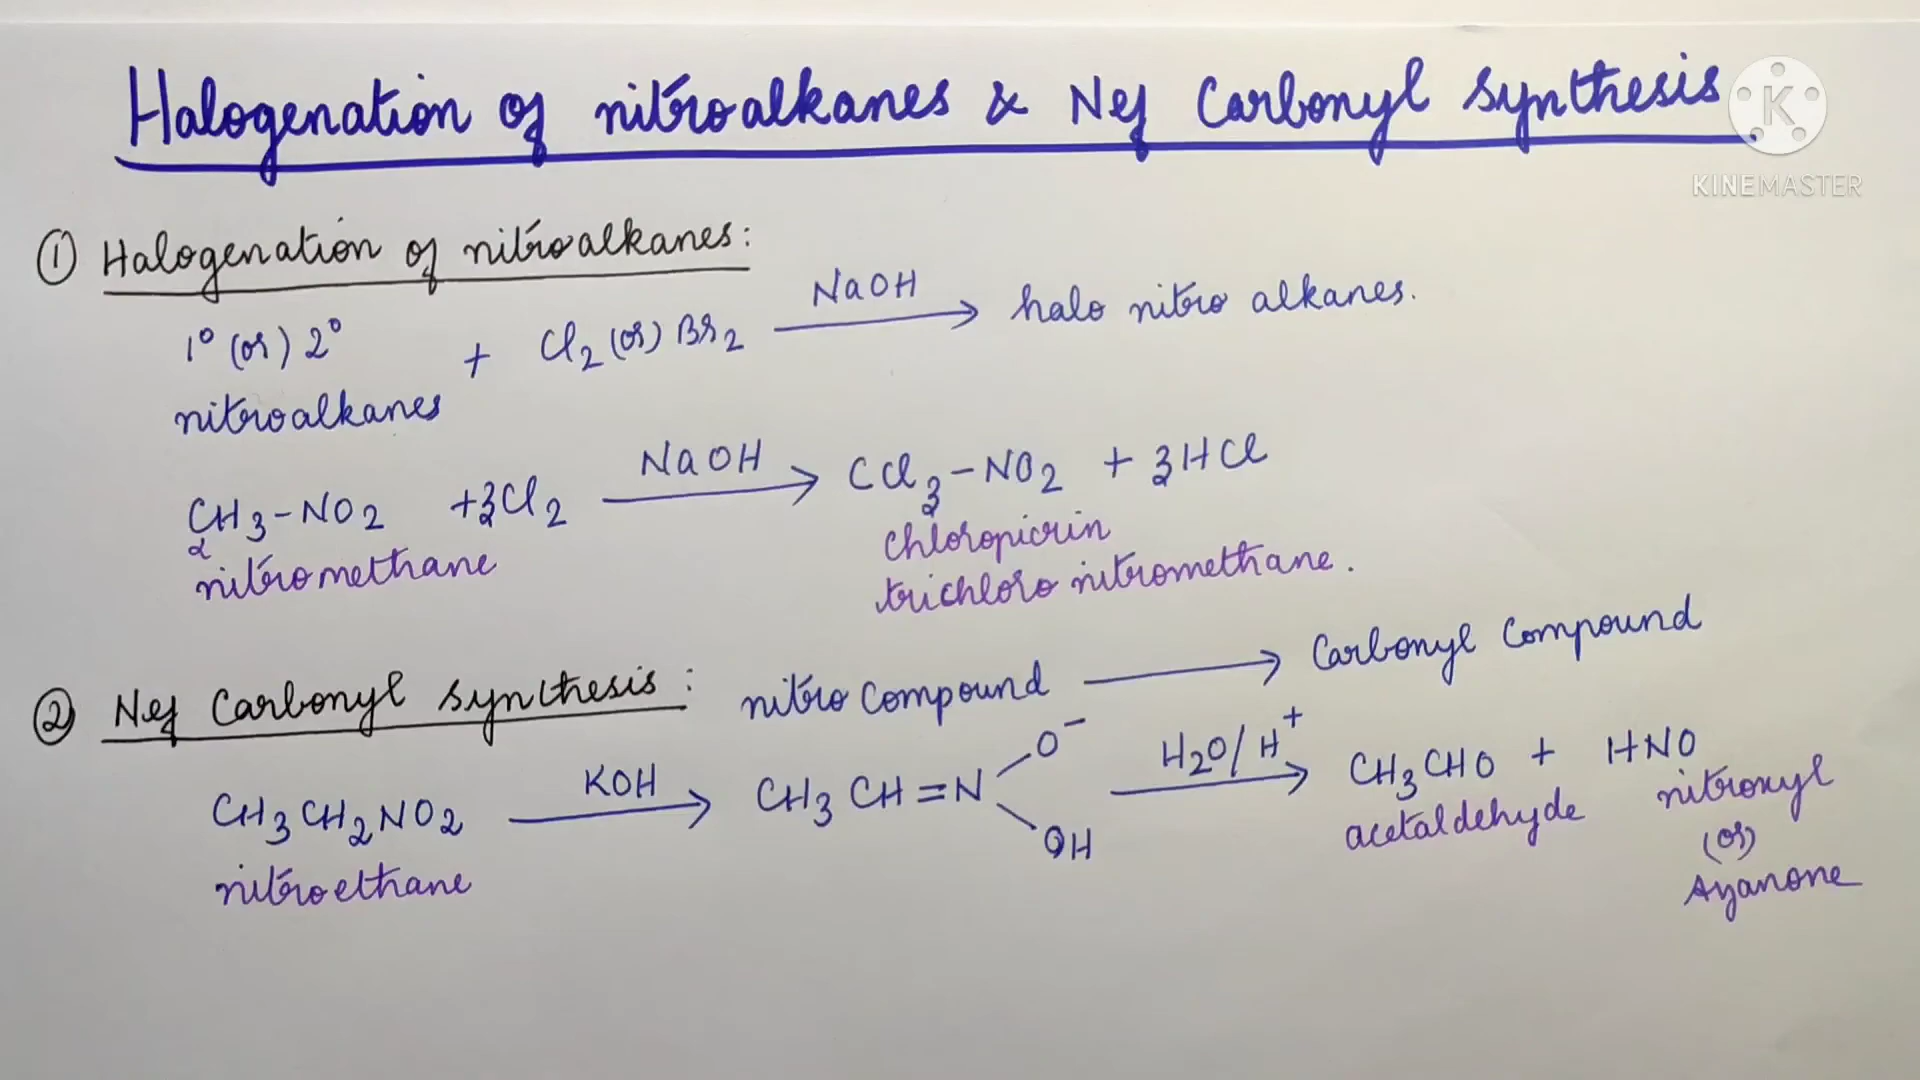 Halogenation of nitroalkanes & Nef Carbonyl synthesis
K
KINEMASTER
① Halogenation of nitroalkanes:
1° (or) 2° nitroalkanes + Cl₂ (or) Br₂ NaOH → halo nitro alkanes.
CH₃-NO₂ + 3Cl₂ NaOH → CCl₃-NO₂ + 3HCl
α
nitromethane
chloropicrin
trichloro nitromethane.
② Nef Carbonyl synthesis: nitro compound → Carbonyl Compound
CH₃CH₂NO₂ KOH → CH₃CH=N O⁻ OH H₂O/H⁺ → CH₃CHO + HNO
nitroethane
acetaldehyde
nitroxyl
(or)
Azanone